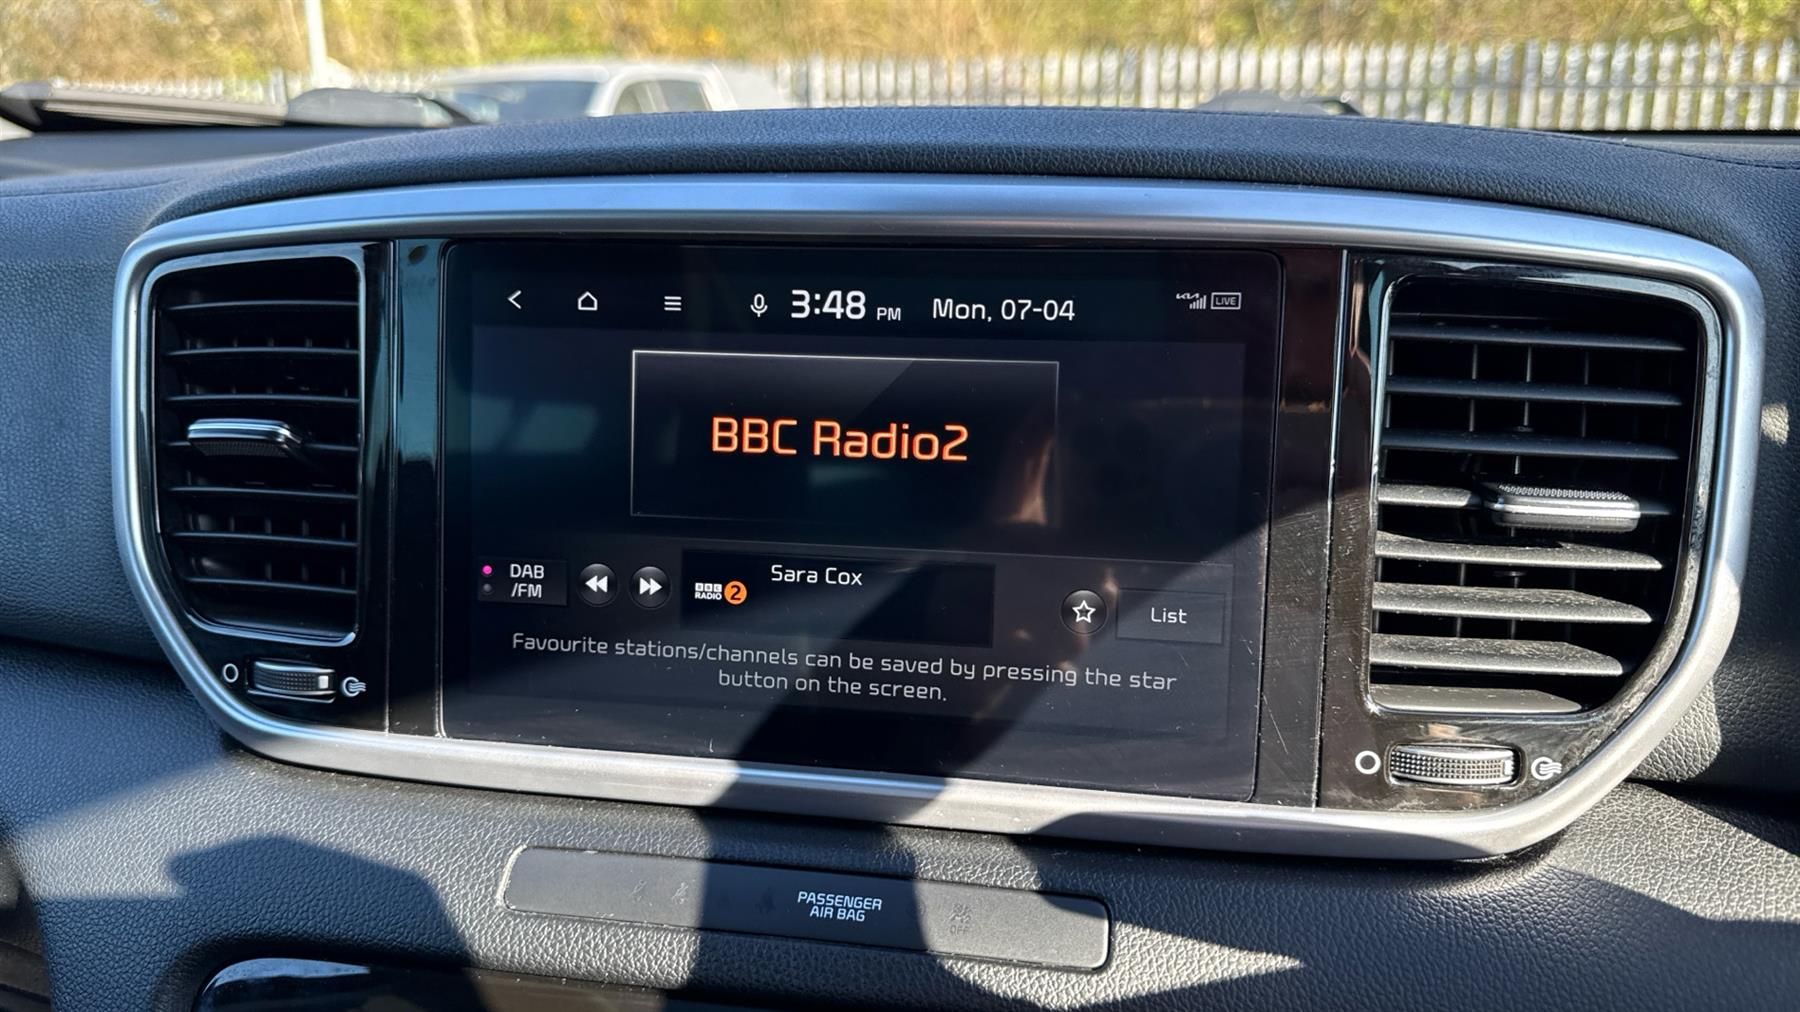 3:48 PM Mon, 07-04
KIA LIVE
BBC Radio2
DAB
/FM
BBC
RADIO 2
Sara Cox
List
Favourite stations/channels can be saved by pressing the star
button on the screen.
PASSENGER
AIR BAG
OFF